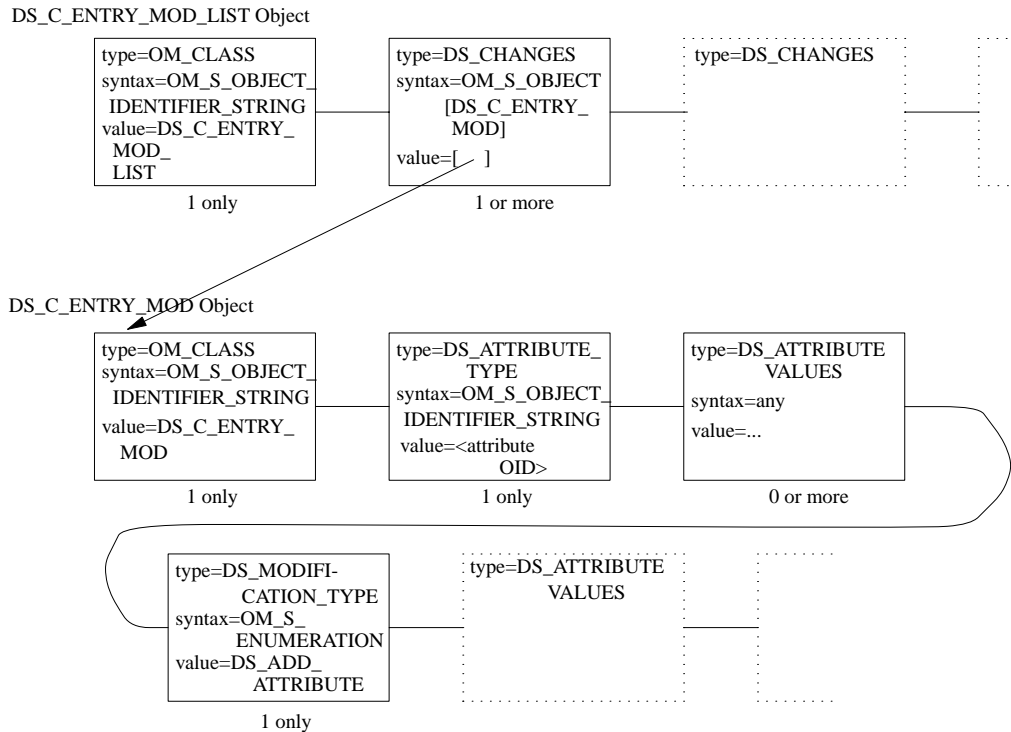 DS_C_ENTRY_MOD_LIST Object
type=OM_CLASS
syntax=OM_S_OBJECT_
IDENTIFIER_STRING
value=DS_C_ENTRY_
MOD_
LIST
1 only
type=DS_CHANGES
syntax=OM_S_OBJECT
[DS_C_ENTRY_
MOD]
value=[ ]
1 or more
type=DS_CHANGES
DS_C_ENTRY_MOD Object
type=OM_CLASS
syntax=OM_S_OBJECT_
IDENTIFIER_STRING
value=DS_C_ENTRY_
MOD
1 only
type=DS_ATTRIBUTE_
TYPE
syntax=OM_S_OBJECT_
IDENTIFIER_STRING
value=<attribute
OID>
1 only
type=DS_ATTRIBUTE
VALUES
syntax=any
value=...
0 or more
type=DS_MODIFI-
CATION_TYPE
syntax=OM_S_
ENUMERATION
value=DS_ADD_
ATTRIBUTE
1 only
type=DS_ATTRIBUTE
VALUES